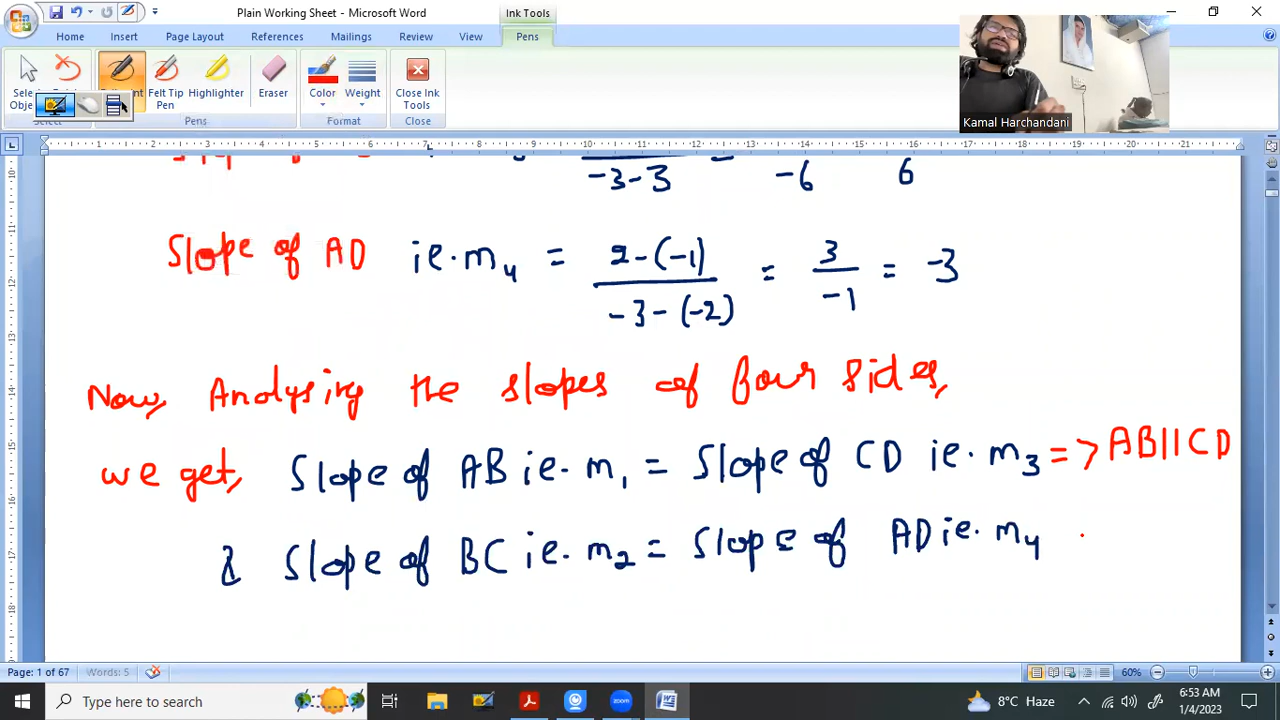 Plain Working Sheet - Microsoft Word
Ink Tools
Home Insert Page Layout References Mailings Review View Pens
Felt Tip Pen
Highlighter
Eraser
Color
Weight
Close Ink Tools
Pens
Format
Close
Kamal Harchandani
-3-3 -6 6
Slope of AD ie. m4 = 2-(-1) / -3-(-2) = 3 / -1 = -3
Now, Analysing the slopes of four sides,
we get, Slope of AB ie. m1 = Slope of CD ie. m3 => AB||CD
& Slope of BC ie. m2 = Slope of AD ie. m4
Page: 1 of 67 Words: 5 60%
Type here to search
8°C Haze
6:53 AM
1/4/2023